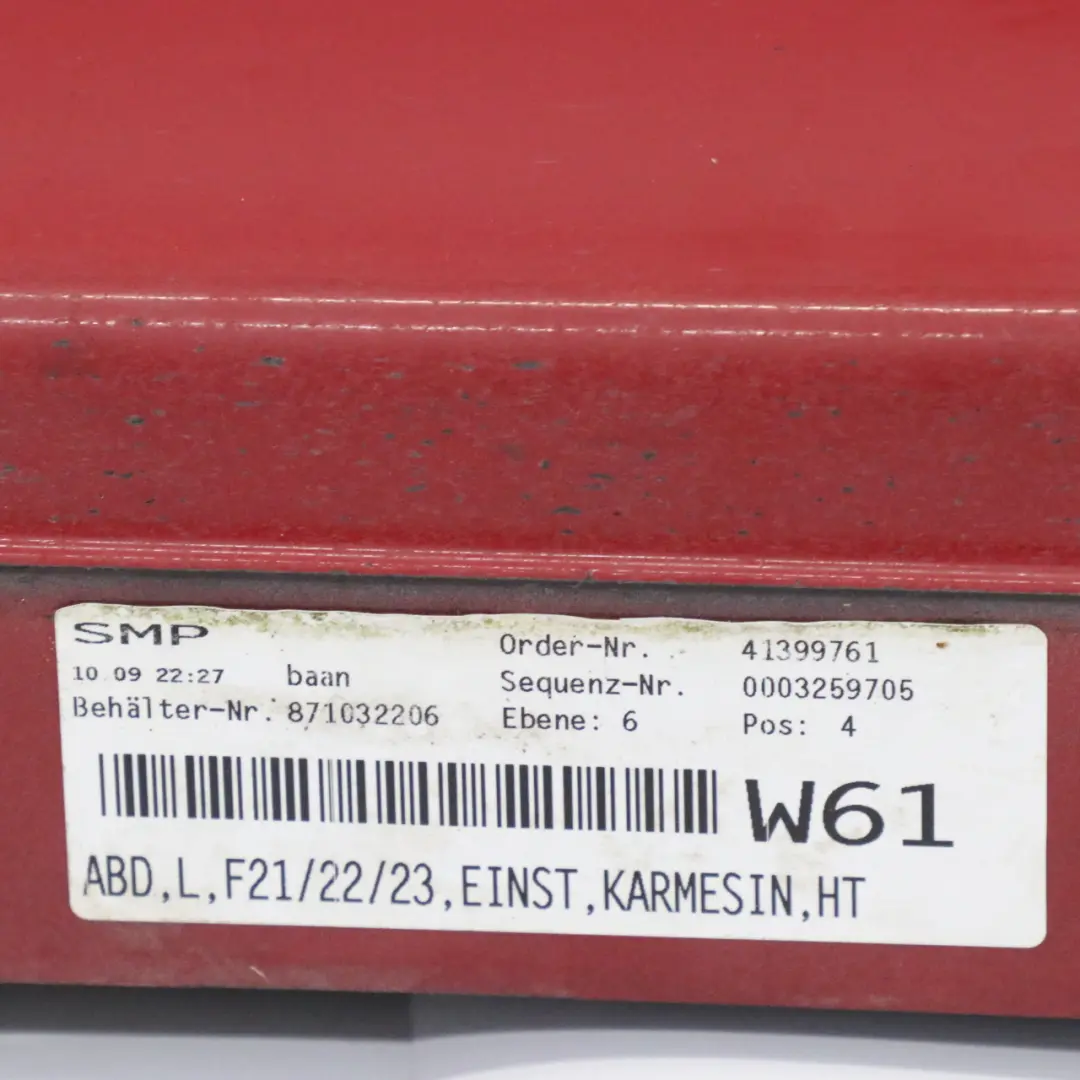 SMP
Order-Nr. 41399761
10.09 22:27 baan Sequenz-Nr. 0003259705
Behälter-Nr. 871032206 Ebene: 6 Pos: 4
W61
ABD,L,F21/22/23,EINST,KARMESIN,HT